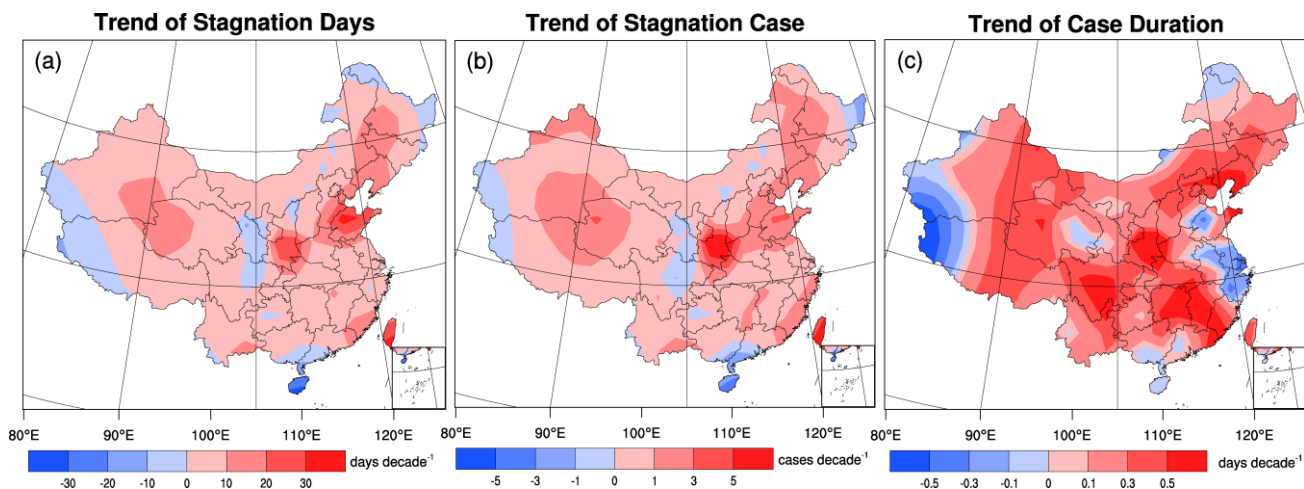 Trend of Stagnation Days
Trend of Stagnation Case
Trend of Case Duration
(a)
(b)
(c)
80°E 90°E 100°E 110°E 120°E
80°E 90°E 100°E 110°E 120°E
80°E 90°E 100°E 110°E 120°E
-30 -20 -10 0 10 20 30 days decade⁻¹
-5 -3 -1 0 1 3 5 cases decade⁻¹
-0.5 -0.3 -0.1 0 0.1 0.3 0.5 days decade⁻¹